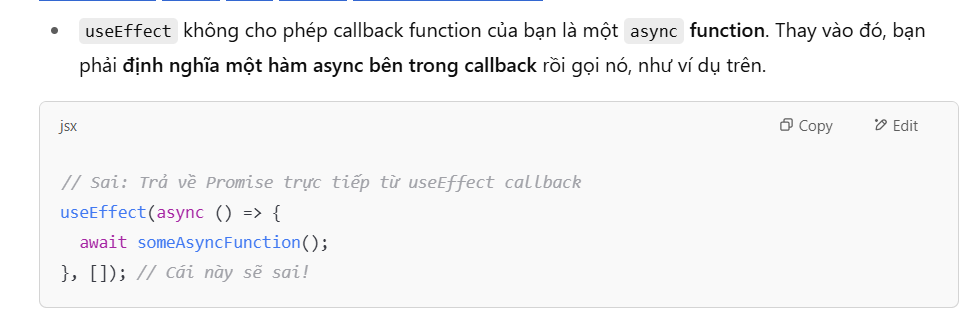 useEffect không cho phép callback function của bạn là một async function. Thay vào đó, bạn
phải định nghĩa một hàm async bên trong callback rồi gọi nó, như ví dụ trên.
jsx
Copy
Edit
// Sai: Trả về Promise trực tiếp từ useEffect callback
useEffect(async () => {
  await someAsyncFunction();
}, []); // Cái này sẽ sai!